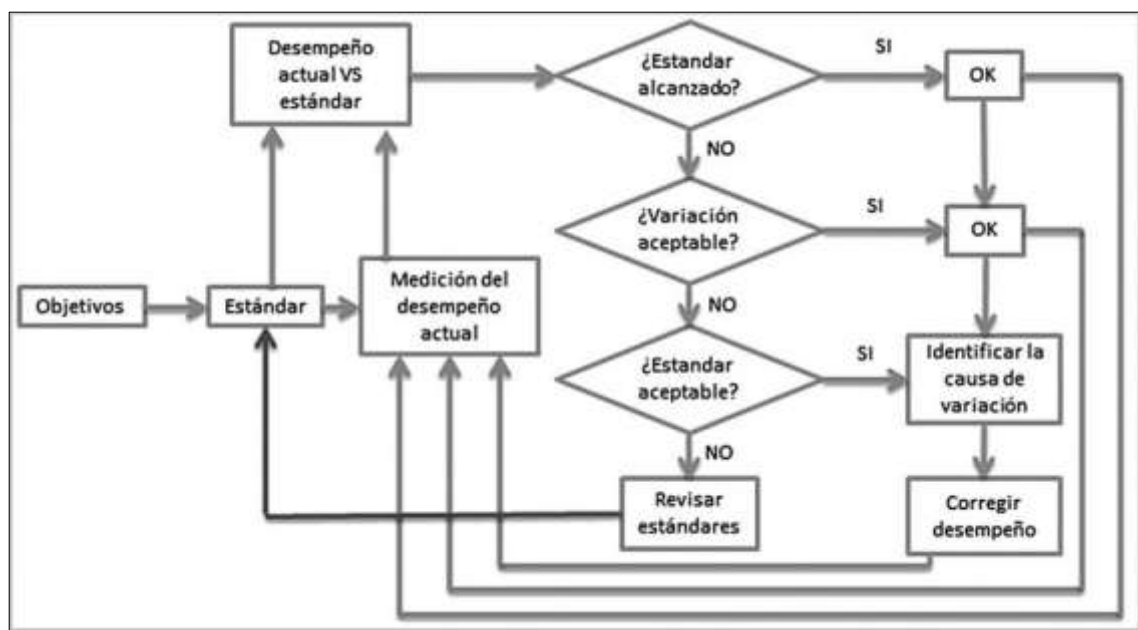 Desempeño
actual VS
estándar
¿Estandar
alcanzado?
SI
OK
NO
¿Variación
aceptable?
SI
OK
NO
Objetivos
Estándar
Medición del
desempeño
actual
¿Estandar
aceptable?
SI
Identificar la
causa de
variación
NO
Revisar
estándares
Corregir
desempeño